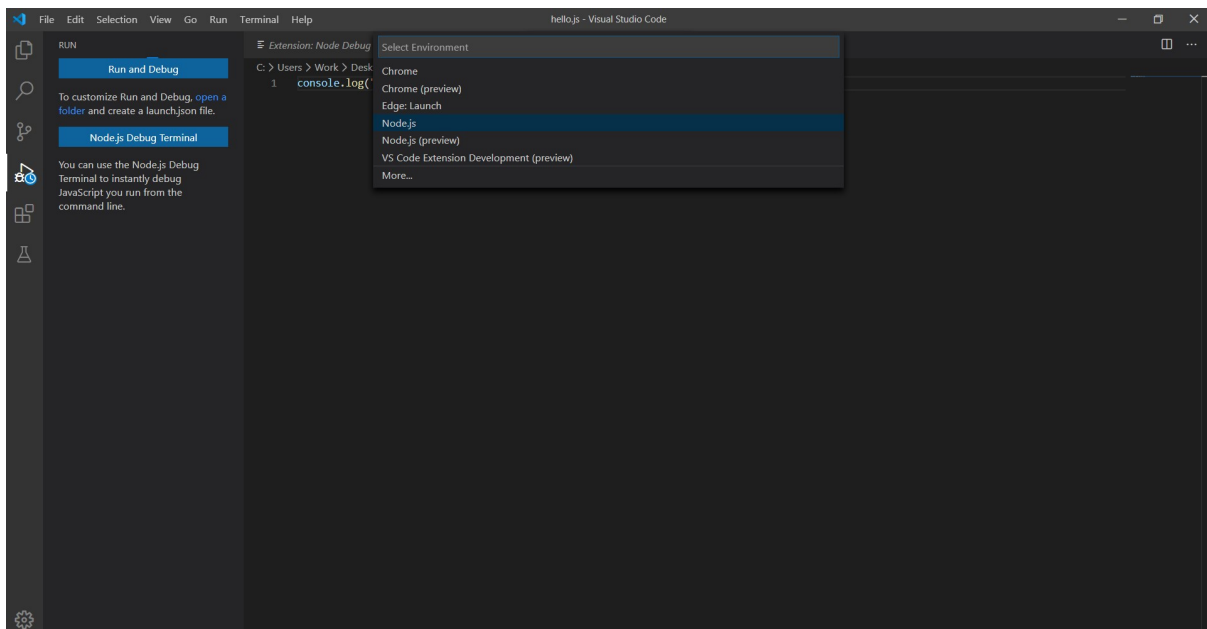 File Edit Selection View Go Run Terminal Help
hello.js - Visual Studio Code
RUN
Run and Debug
To customize Run and Debug, open a
folder and create a launch.json file.
Node.js Debug Terminal
You can use the Node.js Debug
Terminal to instantly debug
JavaScript you run from the
command line.
Extension: Node Debug
C: > Users > Work > Desk
1 console.log(
Select Environment
Chrome
Chrome (preview)
Edge: Launch
Node.js
Node.js (preview)
VS Code Extension Development (preview)
More...